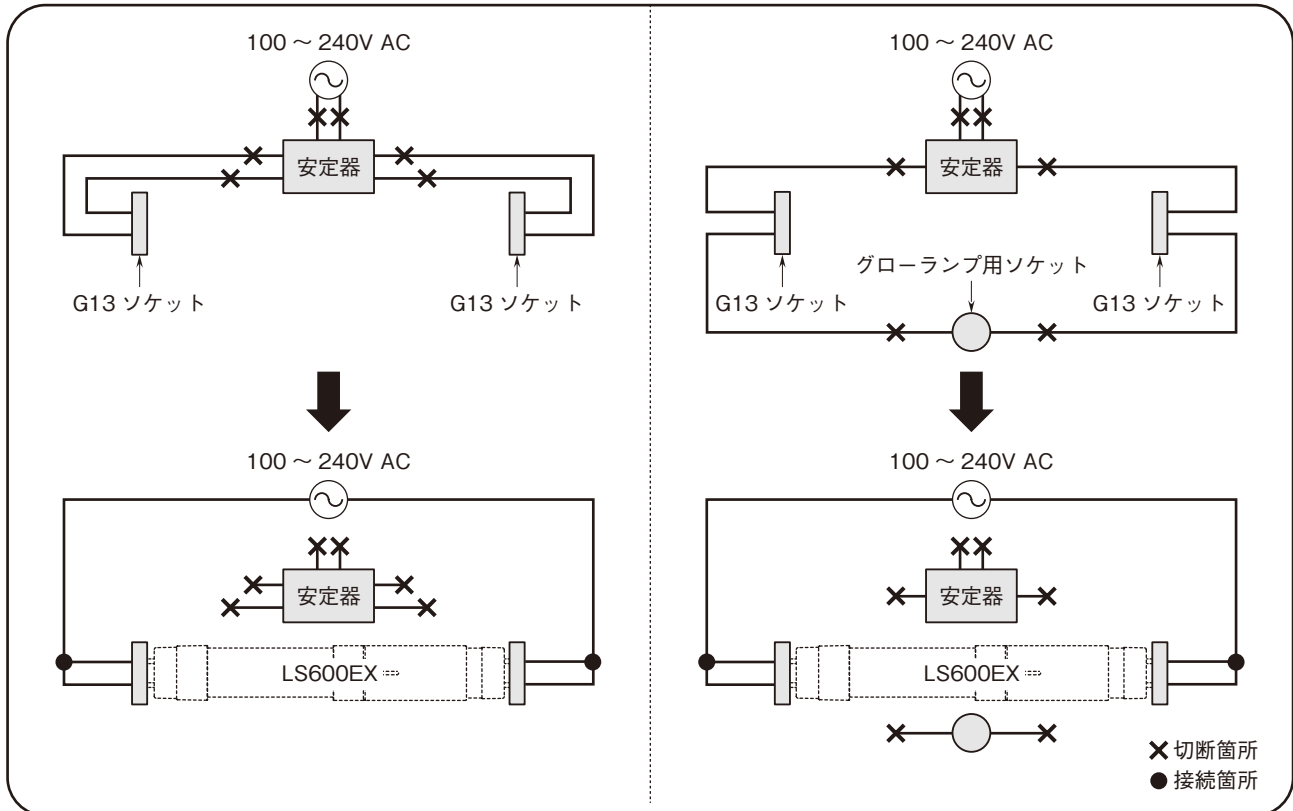 100 ～ 240V AC
安定器
G13 ソケット
G13 ソケット
100 ～ 240V AC
安定器
LS600EX
100 ～ 240V AC
安定器
グローランプ用ソケット
G13 ソケット
G13 ソケット
100 ～ 240V AC
安定器
LS600EX
切断箇所
接続箇所